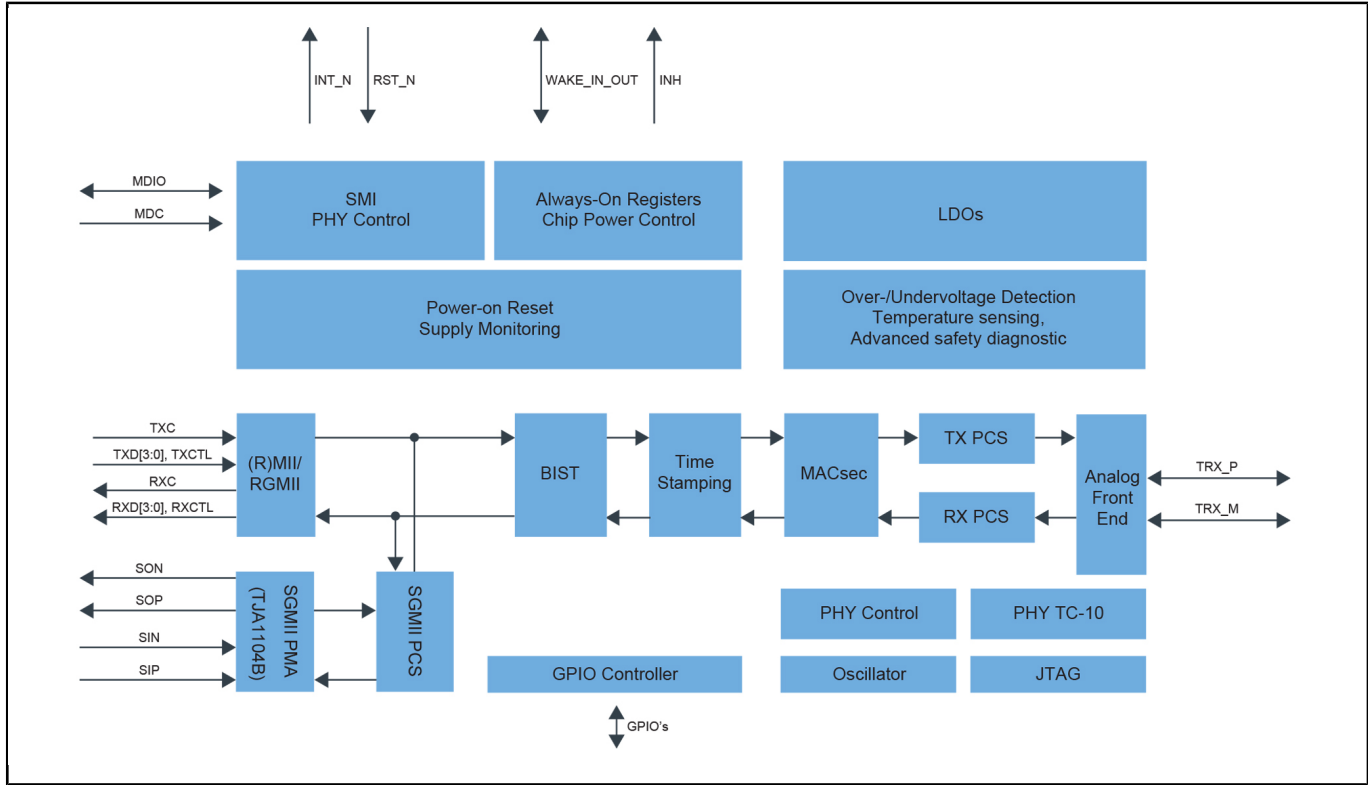 INT_N
RST_N
WAKE_IN_OUT
INH
MDIO
MDC
SMI
PHY Control
Always-On Registers
Chip Power Control
LDOs
Power-on Reset
Supply Monitoring
Over-/Undervoltage Detection
Temperature sensing,
Advanced safety diagnostic
TXC
TXD[3:0], TXCTL
RXC
RXD[3:0], RXCTL
(R)MII/
RGMII
BIST
Time
Stamping
MACsec
TX PCS
RX PCS
Analog
Front
End
TRX_P
TRX_M
SON
SOP
SIN
SIP
SGMII PMA
(TJA1104B)
SGMII PCS
PHY Control
PHY TC-10
GPIO Controller
Oscillator
JTAG
GPIO's